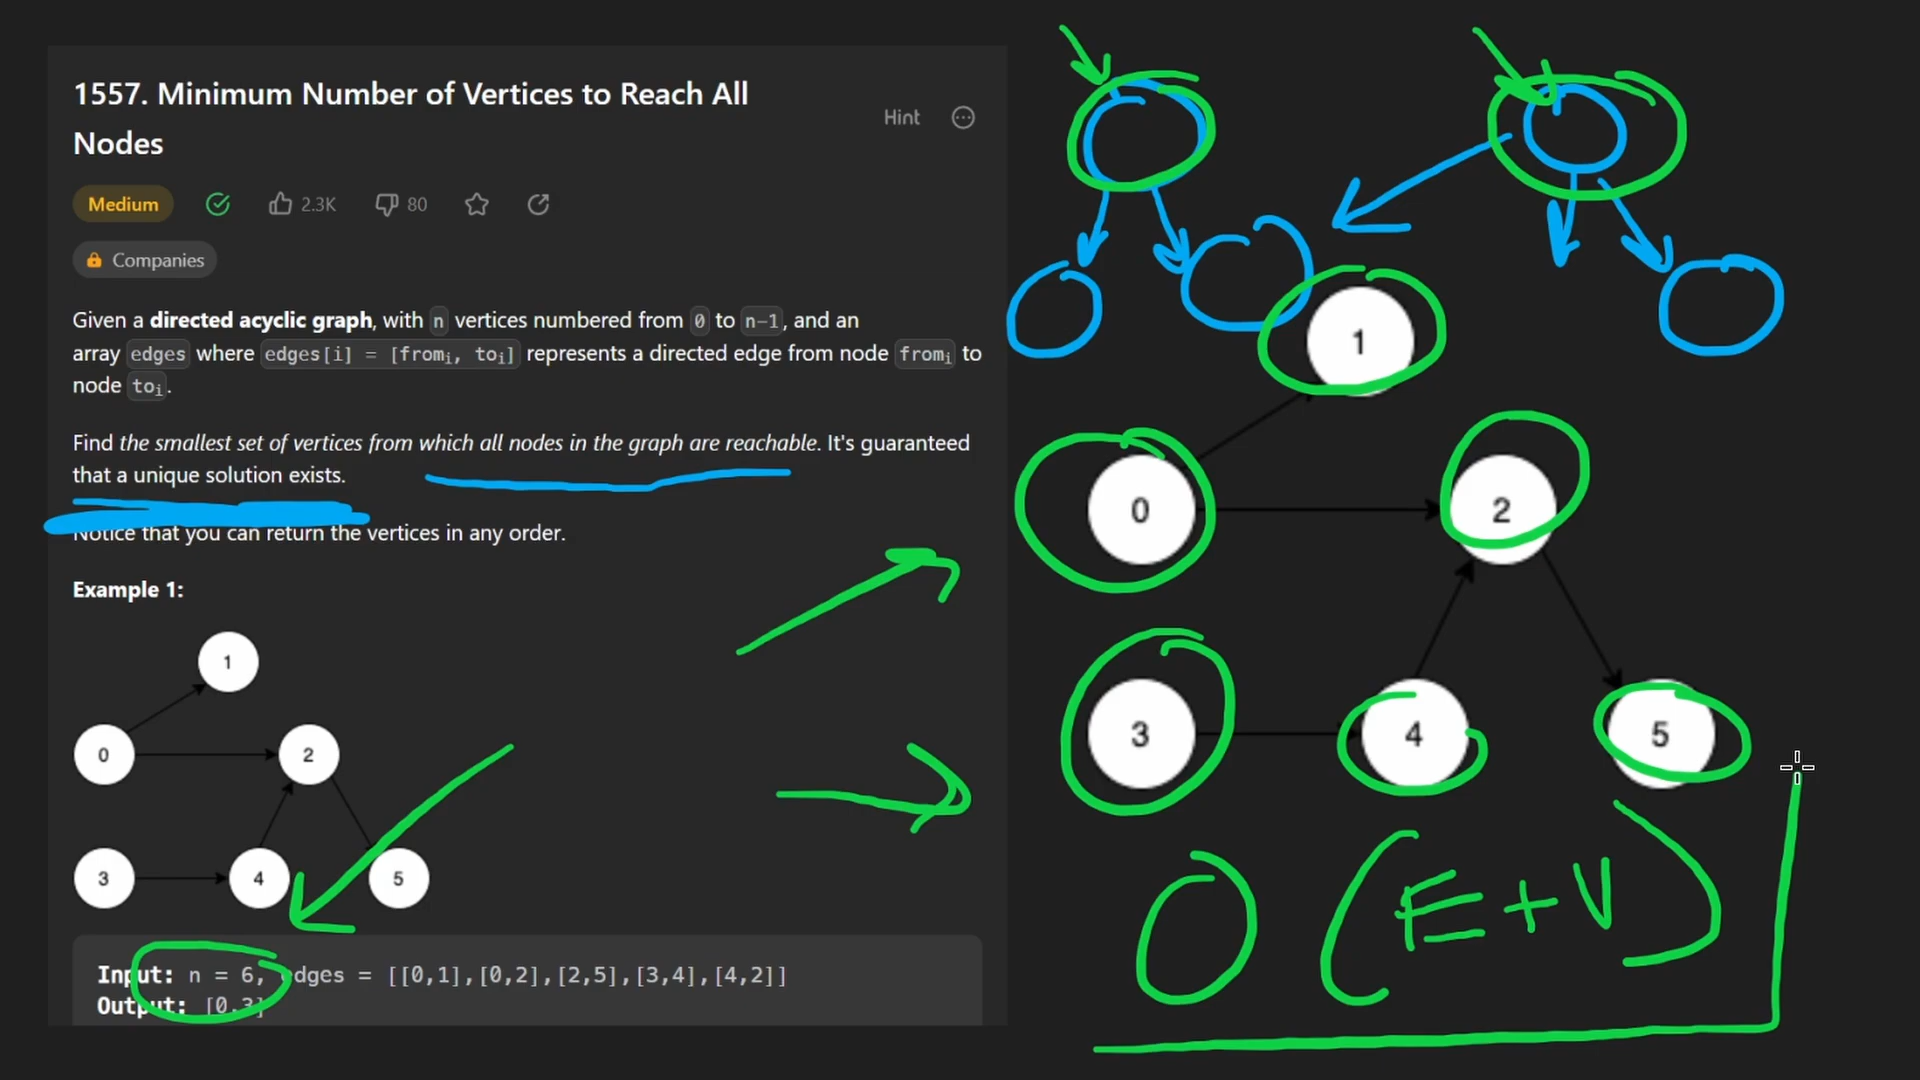 1557. Minimum Number of Vertices to Reach All
Nodes
Hint
Medium
2.3K
80
Companies
Given a directed acyclic graph, with n vertices numbered from 0 to n-1, and an
array edges where edges[i] = [fromᵢ, toᵢ] represents a directed edge from node fromᵢ to
node toᵢ.
Find the smallest set of vertices from which all nodes in the graph are reachable. It's guaranteed
that a unique solution exists.
Notice that you can return the vertices in any order.
Example 1:
1
0
2
3
4
5
Input: n = 6, edges = [[0,1],[0,2],[2,5],[3,4],[4,2]]
Output: [0,3]
1
0
2
3
4
5
O(E+V)